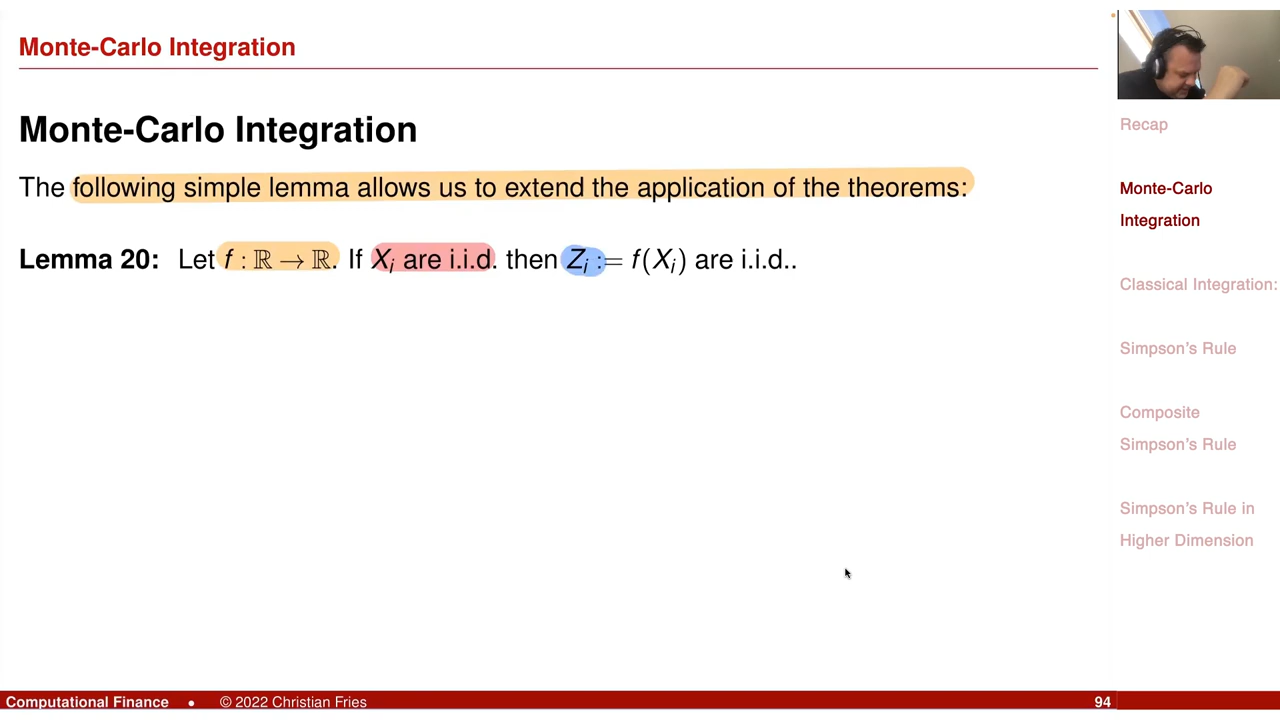 Monte-Carlo Integration
Monte-Carlo Integration
The following simple lemma allows us to extend the application of the theorems:
Lemma 20: Let f : ℝ → ℝ. If Xᵢ are i.i.d. then Zᵢ := f(Xᵢ) are i.i.d..
Recap
Monte-Carlo
Integration
Classical Integration:
Simpson's Rule
Composite
Simpson's Rule
Simpson's Rule in
Higher Dimension
Computational Finance • © 2022 Christian Fries 94